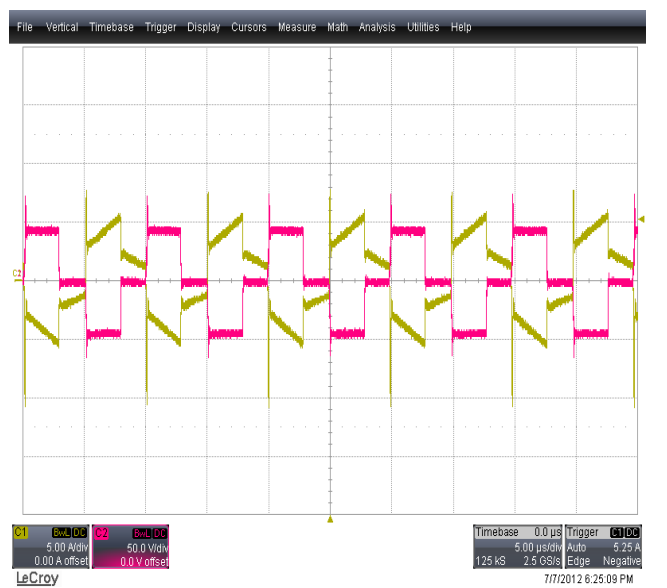 File Vertical Timebase Trigger Display Cursors Measure Math Analysis Utilities Help
C2
C1 BwL DC C2 BwL DC Timebase 0.0 µs Trigger C1 DC
5.00 A/div 50.0 V/div 5.00 µs/div Auto 5.25 A
0.00 A offset 0.0 V offset 125 kS 2.5 GS/s Edge Negative
LeCroy 7/7/2012 6:25:09 PM